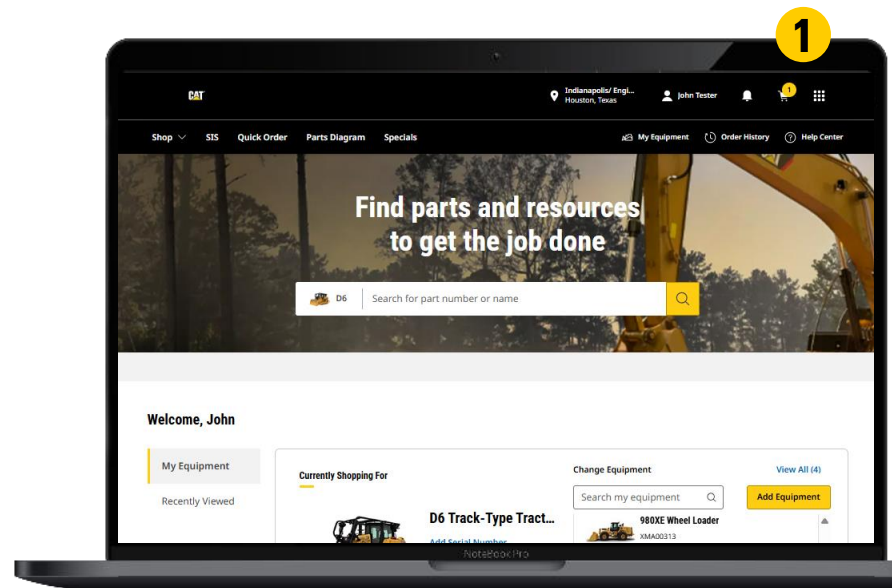 1
CAT
Indianapolis/ Engi...
Houston, Texas
John Tester
1
Shop
SIS
Quick Order
Parts Diagram
Specials
My Equipment
Order History
Help Center
Find parts and resources
to get the job done
D6
Search for part number or name
Welcome, John
My Equipment
Recently Viewed
Currently Shopping For
D6 Track-Type Tract...
Add Serial Number
Change Equipment
View All (4)
Search my equipment
Add Equipment
980XE Wheel Loader
XMA00313
NoteBook Pro